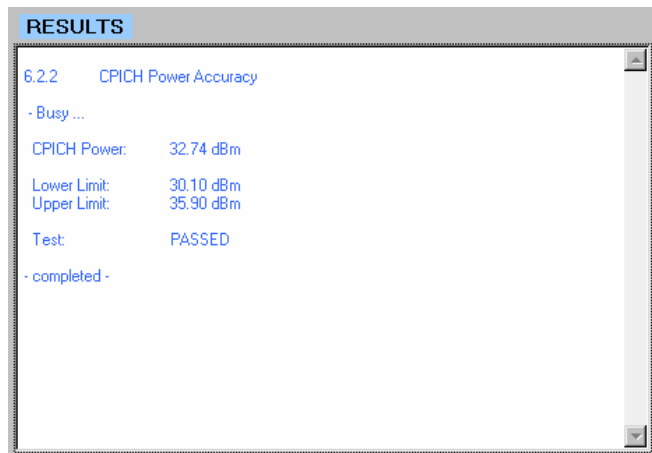 RESULTS
6.2.2 CPICH Power Accuracy
- Busy ...
CPICH Power: 32.74 dBm
Lower Limit: 30.10 dBm
Upper Limit: 35.90 dBm
Test: PASSED
- completed -